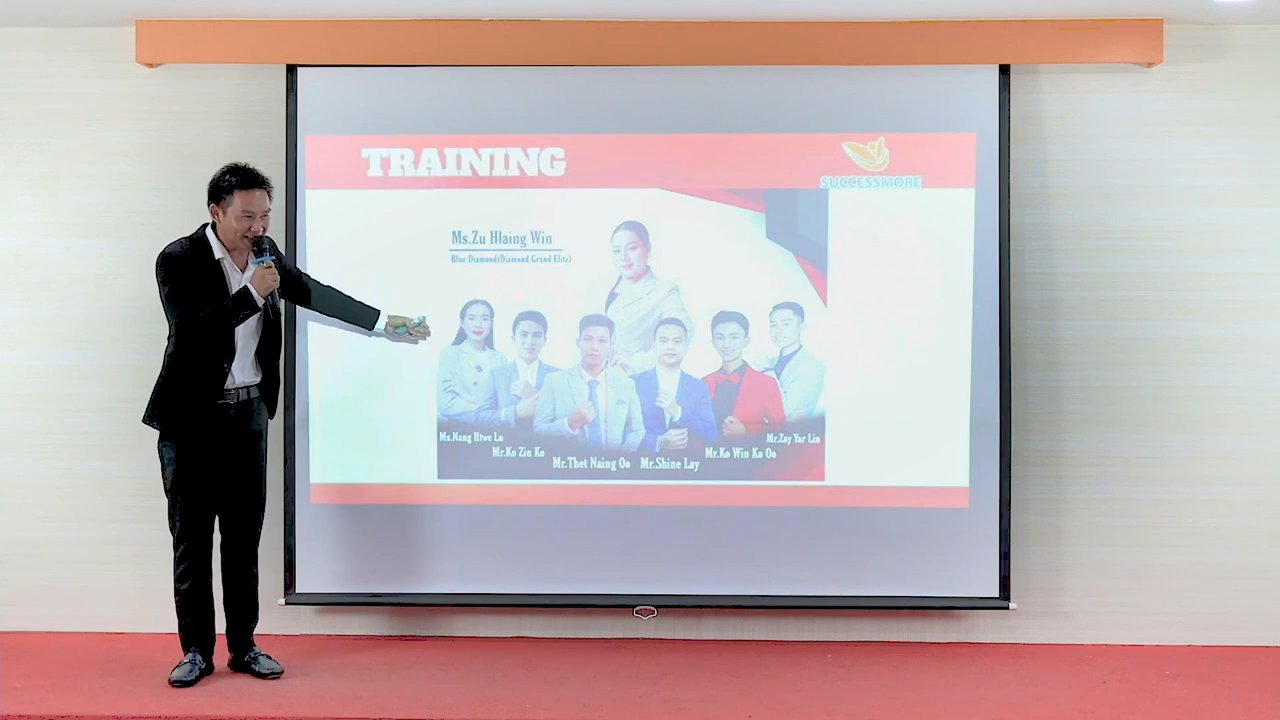 TRAINING
SUCCESSMORE
Ms.Zu Hlaing Win
Blue Diamond(Diamond Grand Elite)
Ms.Nang Htwe Lu
Mr.Ko Zin Ko
Mr.Thet Naing Oo
Mr.Shine Lay
Mr.Ko Win Ko Oo
Mr.Zay Yar Lin